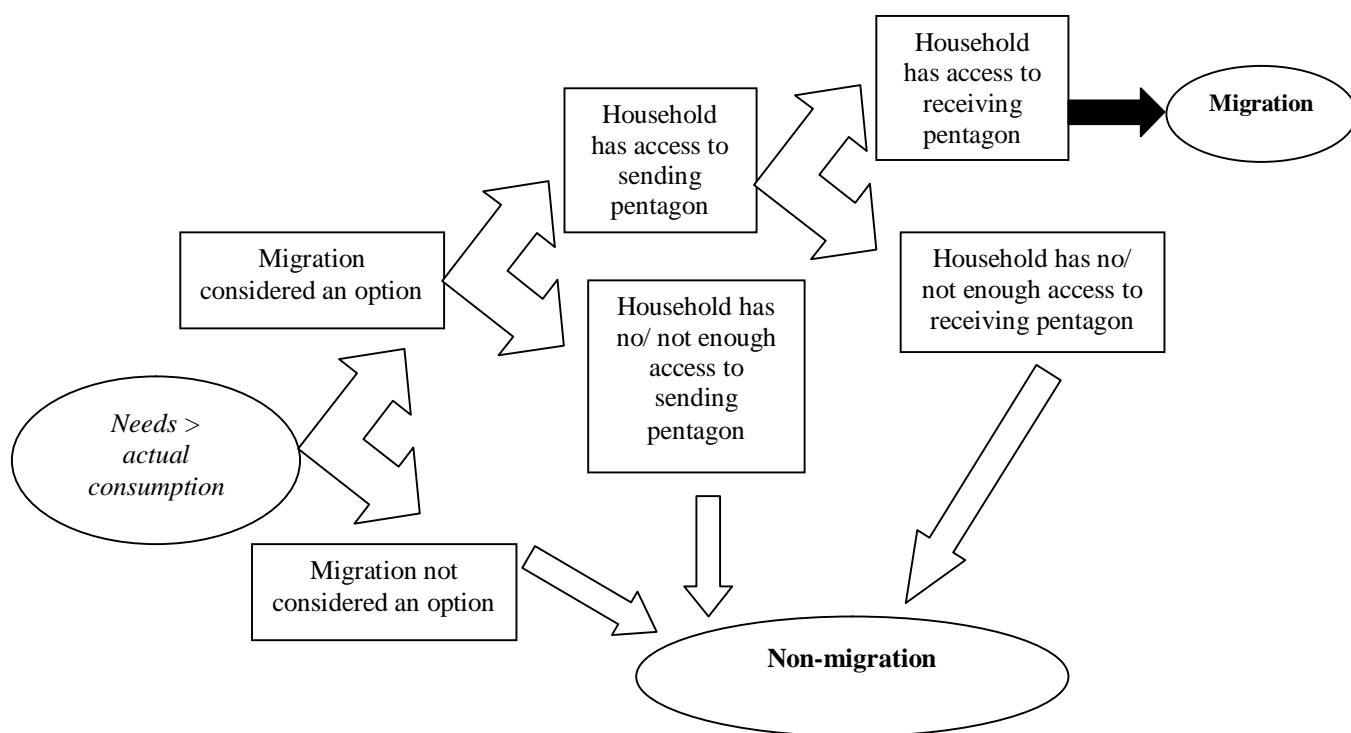 Household
has access to
receiving
pentagon
Migration
Household
has access to
sending
pentagon
Migration
considered an option
Household has no/
not enough access to
receiving pentagon
Household has
no/ not enough
access to
sending
pentagon
Needs >
actual
consumption
Migration not
considered an option
Non-migration